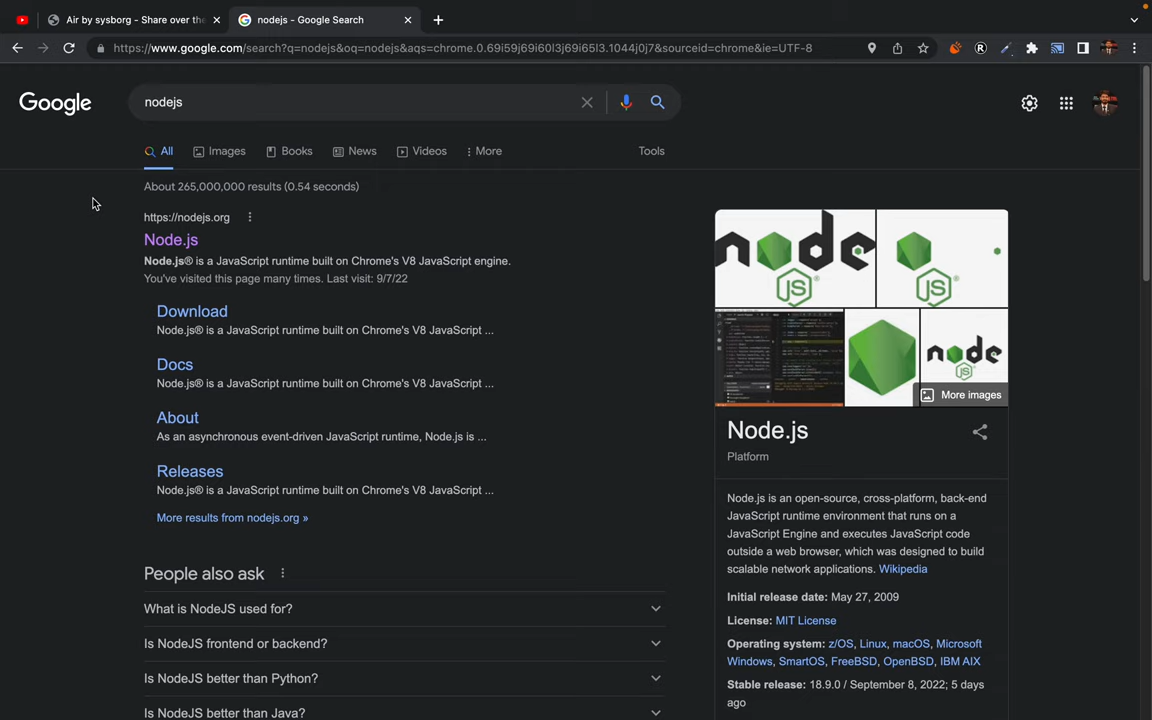 Air by sysborg - Share over the
nodejs - Google Search
https://www.google.com/search?q=nodejs&oq=nodejs&aqs=chrome.0.69i59j69i60l3j69i65l3.1044j0j7&sourceid=chrome&ie=UTF-8
Google
nodejs
All
Images
Books
News
Videos
More
Tools
About 265,000,000 results (0.54 seconds)
https://nodejs.org
Node.js
Node.js® is a JavaScript runtime built on Chrome's V8 JavaScript engine.
You've visited this page many times. Last visit: 9/7/22
Download
Node.js® is a JavaScript runtime built on Chrome's V8 JavaScript ...
Docs
Node.js® is a JavaScript runtime built on Chrome's V8 JavaScript ...
About
As an asynchronous event-driven JavaScript runtime, Node.js is ...
Releases
Node.js® is a JavaScript runtime built on Chrome's V8 JavaScript ...
More results from nodejs.org »
People also ask
What is NodeJS used for?
Is NodeJS frontend or backend?
Is NodeJS better than Python?
Is NodeJS better than Java?
node
JS
JS
node
JS
More images
Node.js
Platform
Node.js is an open-source, cross-platform, back-end
JavaScript runtime environment that runs on a
JavaScript Engine and executes JavaScript code
outside a web browser, which was designed to build
scalable network applications. Wikipedia
Initial release date: May 27, 2009
License: MIT License
Operating system: z/OS, Linux, macOS, Microsoft
Windows, SmartOS, FreeBSD, OpenBSD, IBM AIX
Stable release: 18.9.0 / September 8, 2022; 5 days
ago